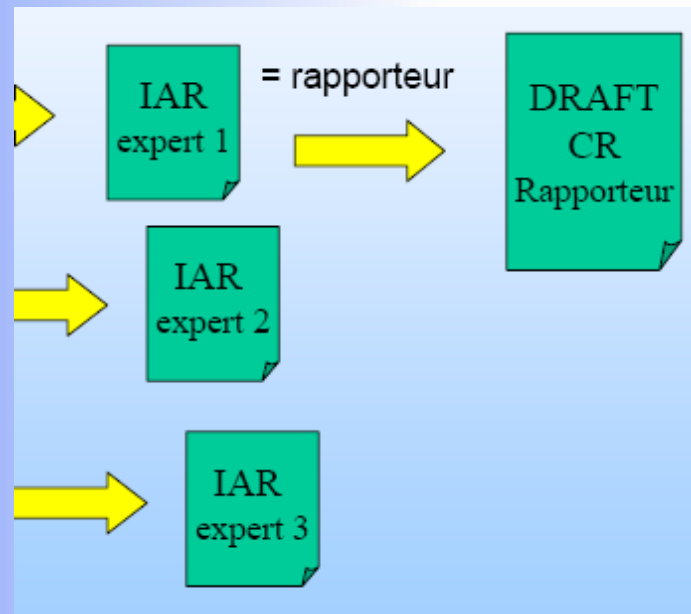 IAR
expert 1
= rapporteur
DRAFT
CR
Rapporteur
IAR
expert 2
IAR
expert 3